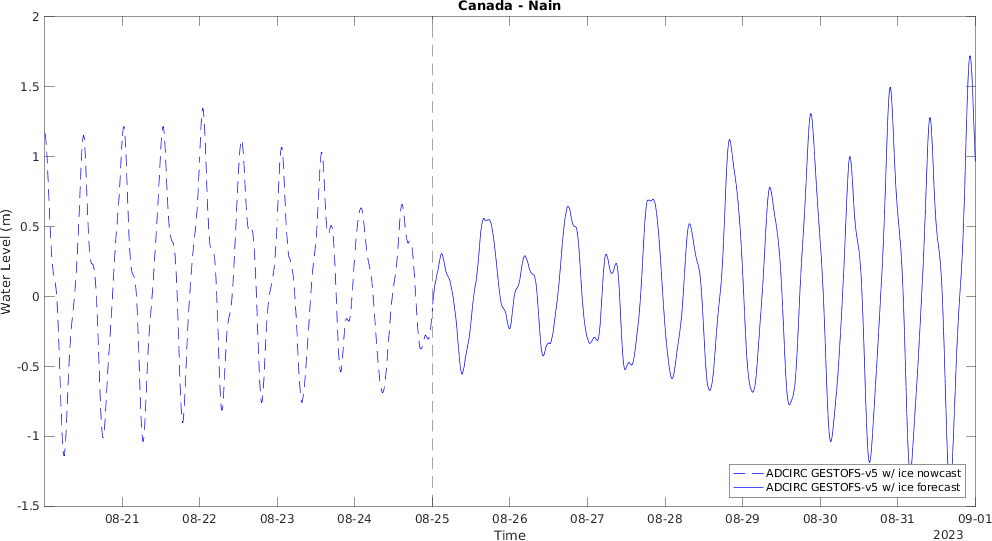 Canada - Nain
2
1.5
1
0.5
0
-0.5
-1
-1.5
Water Level (m)
ADCIRC GESTOFS-v5 w/ ice nowcast
ADCIRC GESTOFS-v5 w/ ice forecast
08-21 08-22 08-23 08-24 08-25 08-26 08-27 08-28 08-29 08-30 08-31 09-01
Time 2023